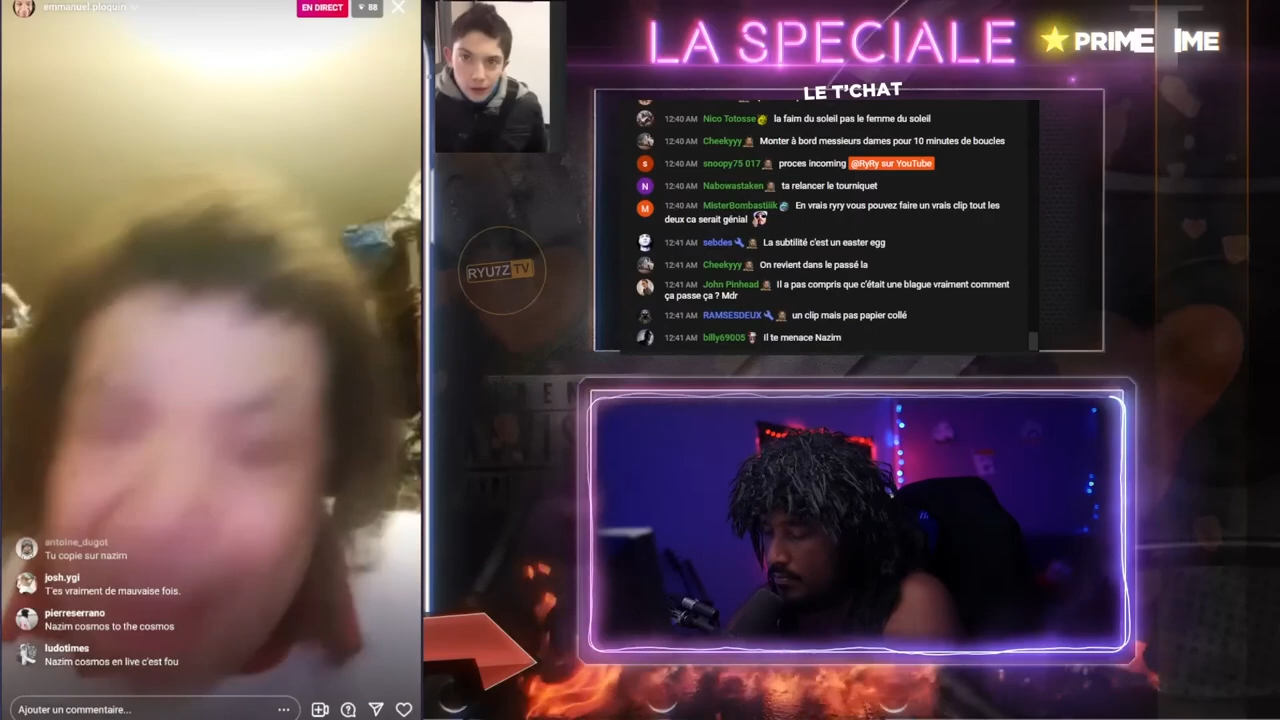 emmanuel.ploquin
EN DIRECT
88
LA SPECIALE
PRIME TIME
LE T'CHAT
12:40 AM Nico Totosse la faim du soleil pas le femme du soleil
12:40 AM Cheekyyy Monter à bord messieurs dames pour 10 minutes de boucles
s
12:40 AM snoopy75 017 proces incoming @RyRy sur YouTube
N
12:40 AM Nabowastaken ta relancer le tourniquet
M
12:40 AM MisterBombastiiik En vrais ryry vous pouvez faire un vrais clip tout les
deux ca serait génial
12:41 AM sebdes La subtilité c'est un easter egg
12:41 AM Cheekyyy On revient dans le passé la
12:41 AM John Pinhead Il a pas compris que c'était une blague vraiment comment
ça passe ça ? Mdr
12:41 AM RAMSESDEUX un clip mais pas papier collé
12:41 AM billy69005 Il te menace Nazim
RYU7Z TV
antoine_dugot
Tu copie sur nazim
josh.ygi
T'es vraiment de mauvaise fois.
pierreserrano
Nazim cosmos to the cosmos
ludotimes
Nazim cosmos en live c'est fou
Ajouter un commentaire...